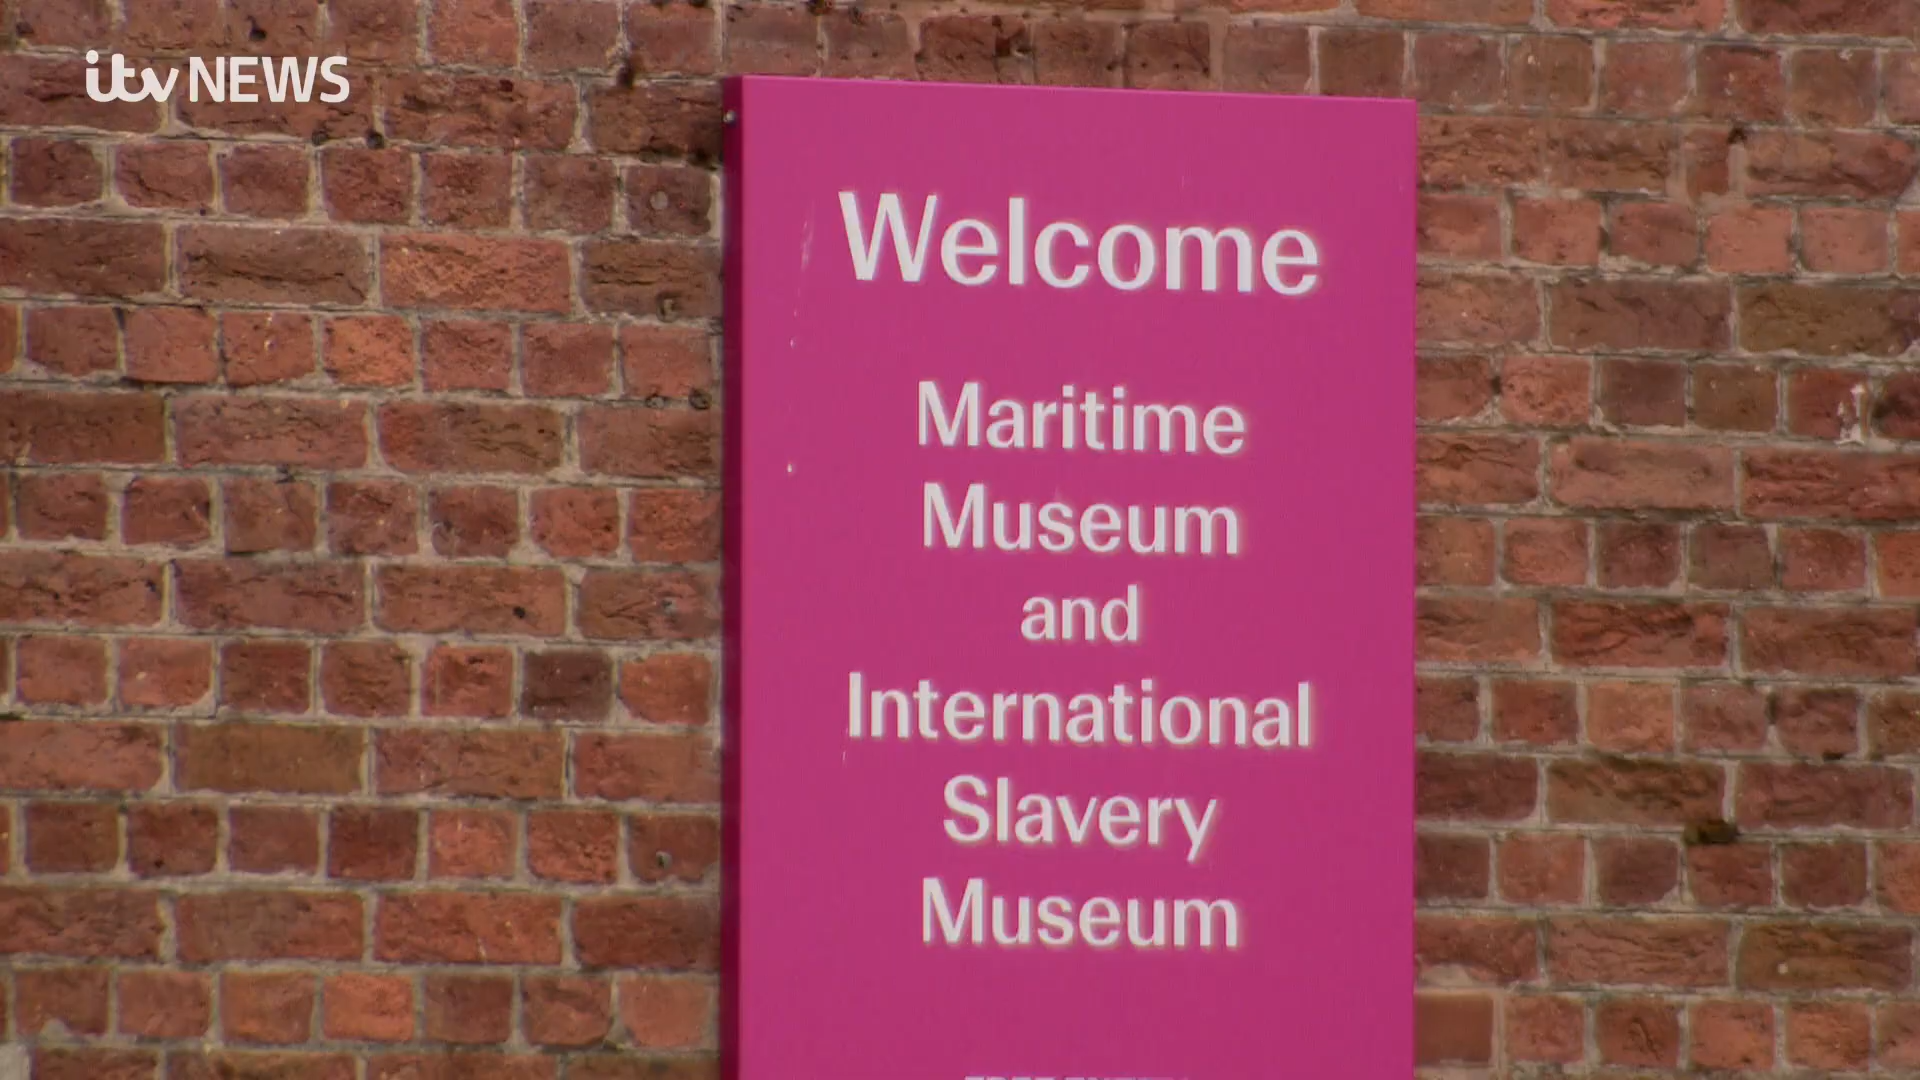 itv NEWS
Welcome
Maritime
Museum
and
International
Slavery
Museum